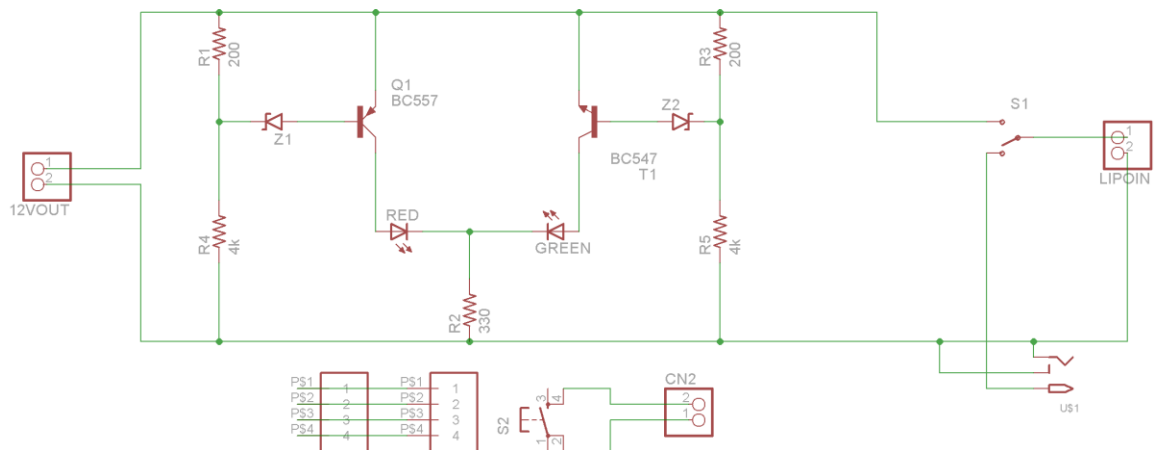 R1
200
R3
200
Q1
BC557
Z1
Z2
S1
BC547
T1
1
2
12VOUT
1
2
LIPOIN
RED
GREEN
R4
4k
R5
4k
R2
330
U$1
P$1
1
P$1
1
P$2
2
P$2
2
P$3
3
P$3
3
P$4
4
P$4
4
S2
3
4
1
2
CN2
2
1